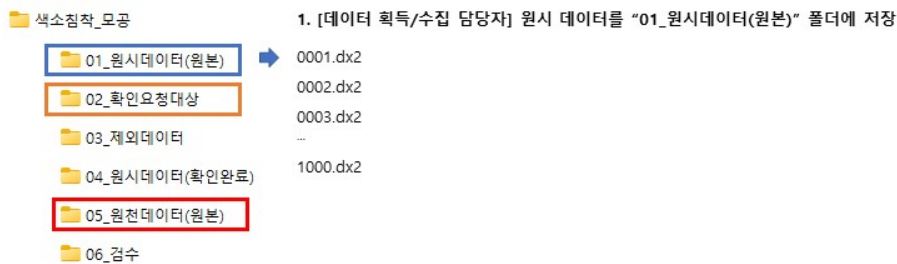 색소침착_모공
01_원시데이터(원본)
02_확인요청대상
03_제외데이터
04_원시데이터(확인완료)
05_원천데이터(원본)
06_검수
1. [데이터 획득/수집 담당자] 원시 데이터를 “01_원시데이터(원본)” 폴더에 저장
0001.dx2
0002.dx2
0003.dx2
...
1000.dx2